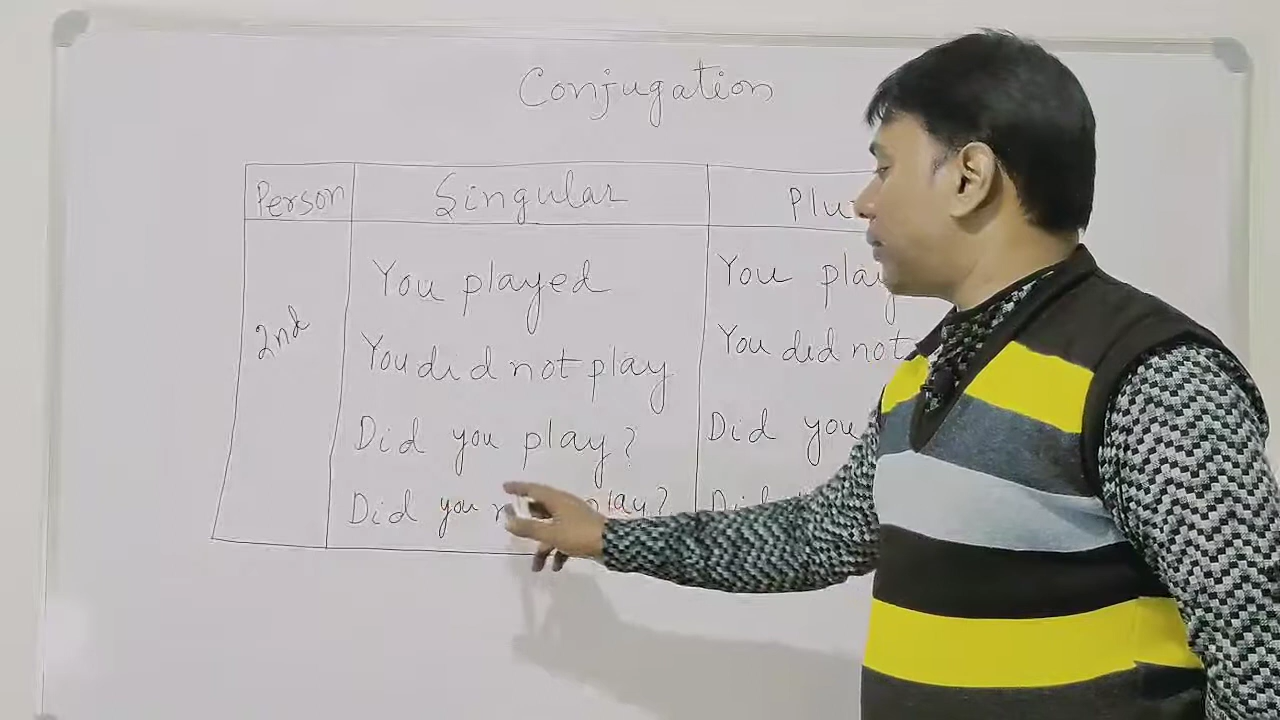 Conjugation
Person Singular
2nd
You played You
You did not play You did not
Did you play? Did you
Did you play?